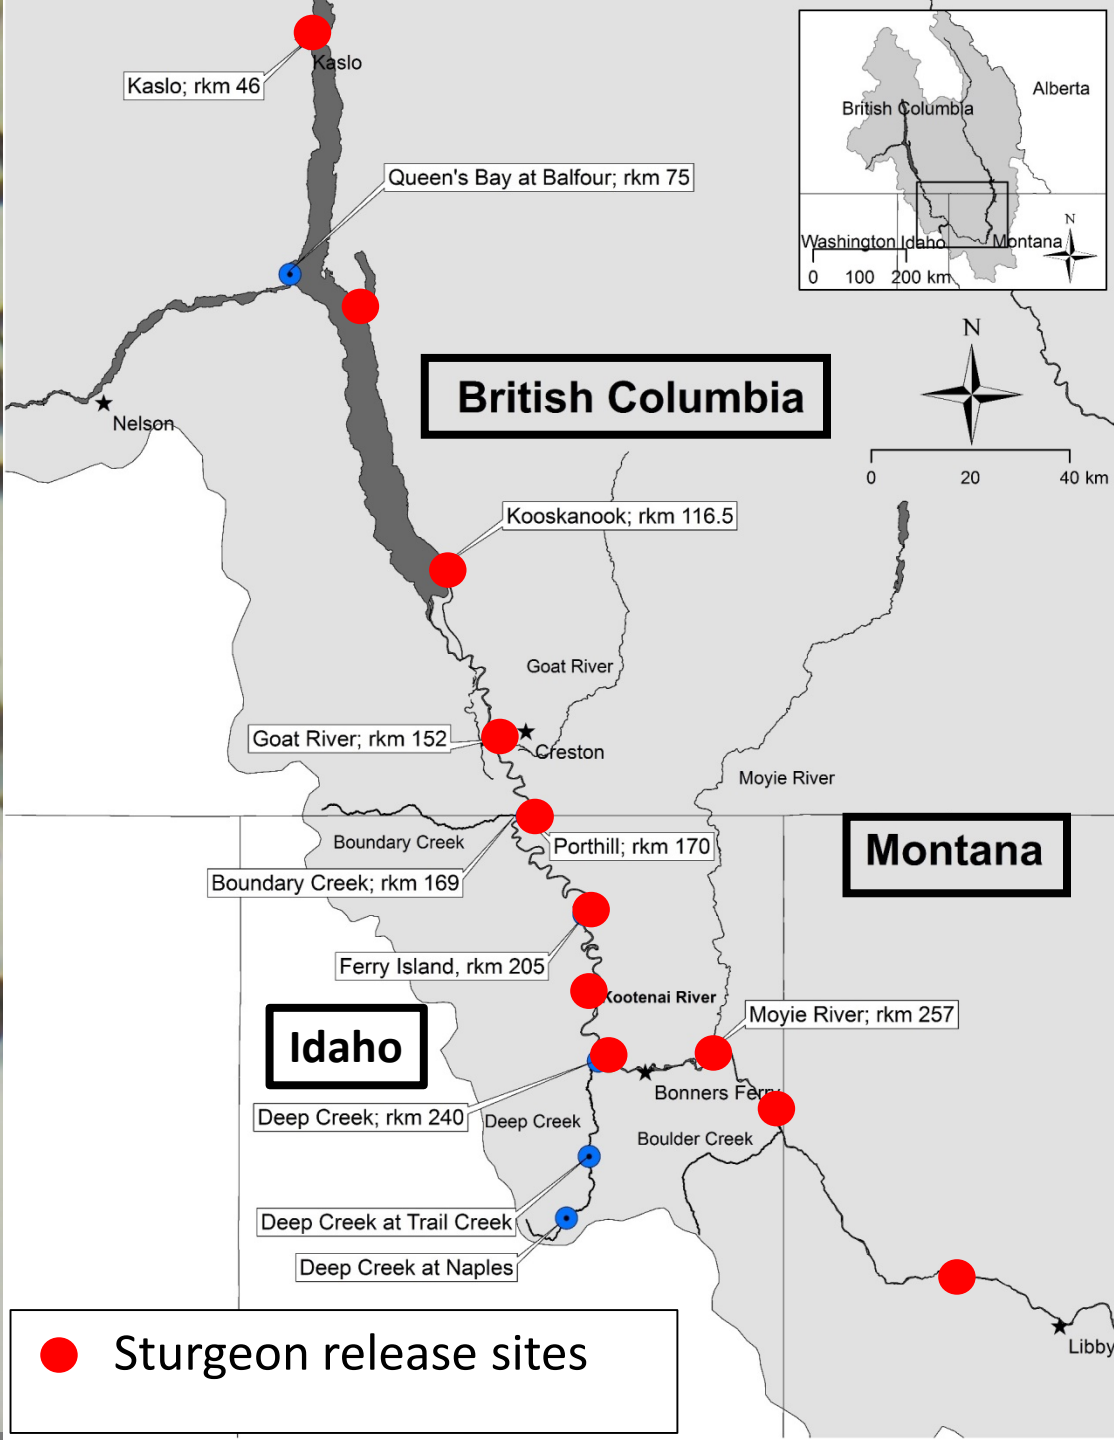 Kaslo
Kaslo; rkm 46
Alberta
British Columbia
Queen's Bay at Balfour; rkm 75
N
Washington Idaho Montana
0 100 200 km
N
British Columbia
Nelson
0 20 40 km
Kooskanook; rkm 116.5
Goat River
Goat River; rkm 152
Creston
Moyie River
Boundary Creek
Porthill; rkm 170
Montana
Boundary Creek; rkm 169
Ferry Island, rkm 205
Kootenai River
Moyie River; rkm 257
Idaho
Bonners Ferry
Deep Creek; rkm 240
Deep Creek
Boulder Creek
Deep Creek at Trail Creek
Deep Creek at Naples
Sturgeon release sites
Libby